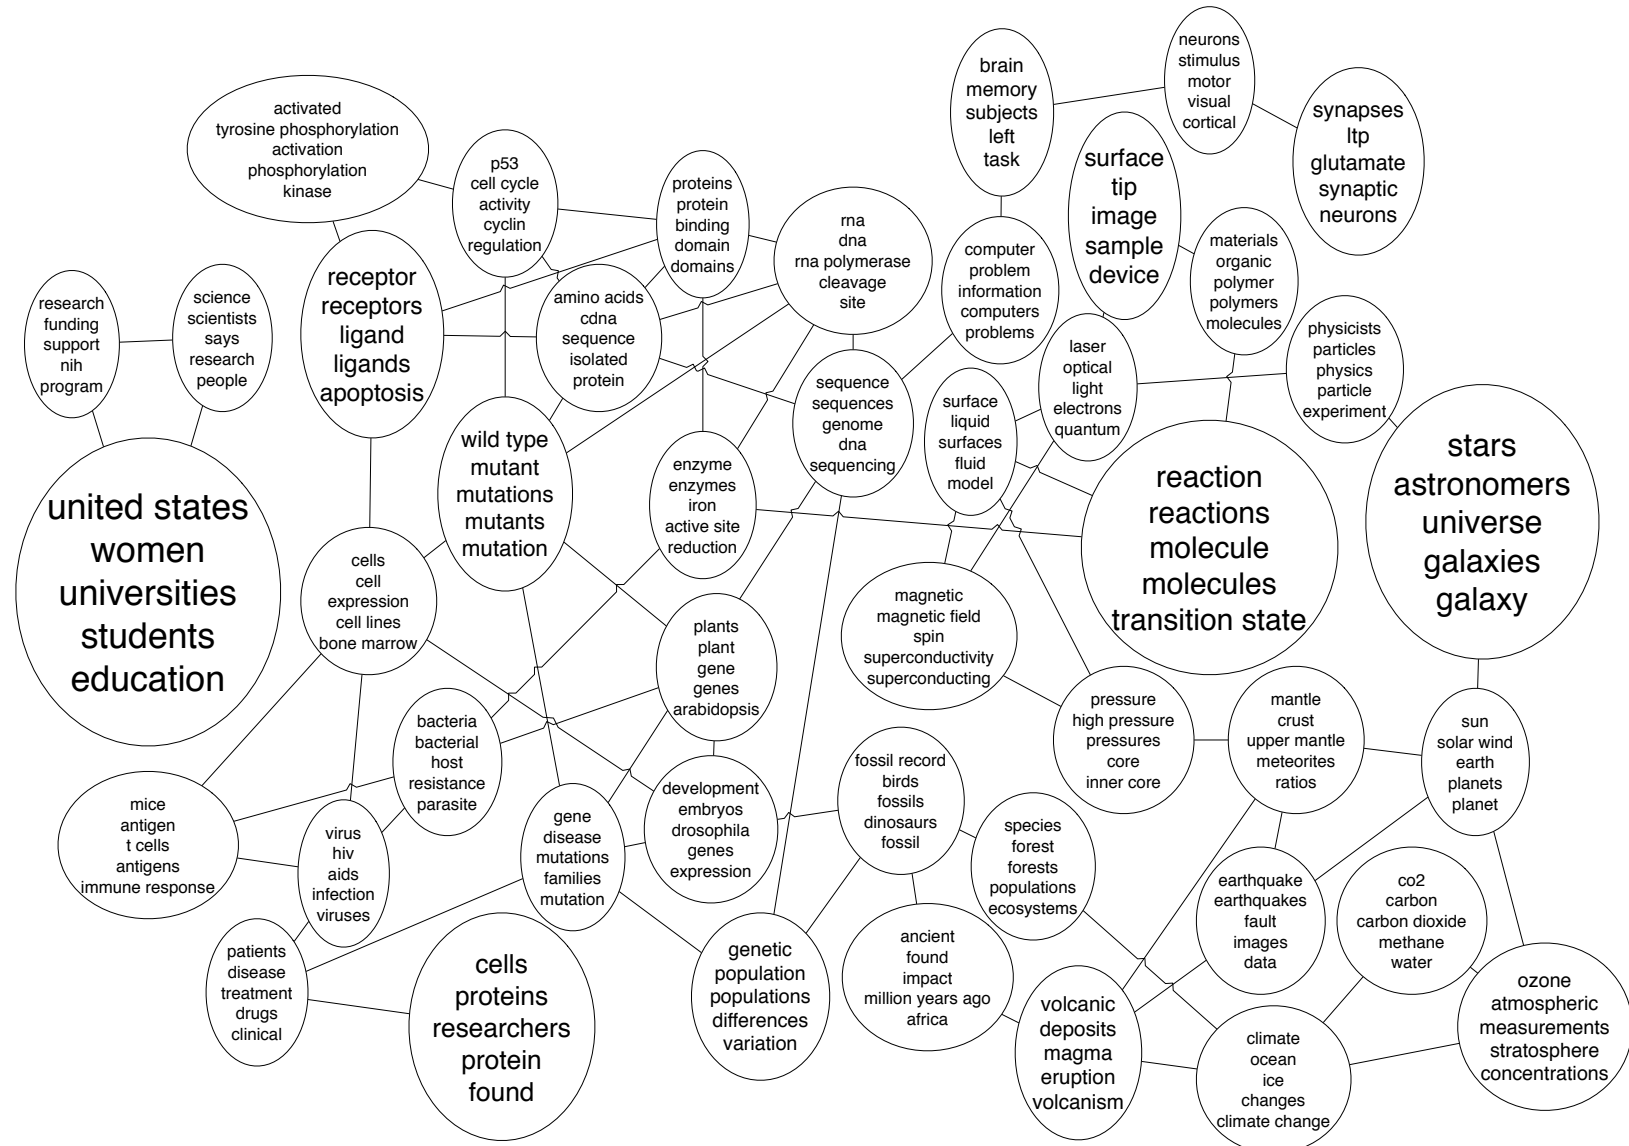 neurons
stimulus
motor
visual
cortical
brain
memory
subjects
left
task
synapses
ltp
glutamate
synaptic
neurons
activated
tyrosine phosphorylation
activation
phosphorylation
kinase
p53
cell cycle
activity
cyclin
regulation
proteins
protein
binding
domain
domains
surface
tip
image
sample
device
rna
dna
rna polymerase
cleavage
site
computer
problem
information
computers
problems
materials
organic
polymer
polymers
molecules
receptor
receptors
ligand
ligands
apoptosis
research
funding
support
nih
program
science
scientists
says
research
people
amino acids
cdna
sequence
isolated
protein
physicists
particles
physics
particle
experiment
laser
optical
light
electrons
quantum
sequence
sequences
genome
dna
sequencing
surface
liquid
surfaces
fluid
model
stars
astronomers
universe
galaxies
galaxy
wild type
mutant
mutations
mutants
mutation
enzyme
enzymes
iron
active site
reduction
reaction
reactions
molecule
molecules
transition state
united states
women
universities
students
education
cells
cell
expression
cell lines
bone marrow
magnetic
magnetic field
spin
superconductivity
superconducting
plants
plant
gene
genes
arabidopsis
pressure
high pressure
pressures
core
inner core
mantle
crust
upper mantle
meteorites
ratios
sun
solar wind
earth
planets
planet
bacteria
bacterial
host
resistance
parasite
fossil record
birds
fossils
dinosaurs
fossil
development
embryos
drosophila
genes
expression
mice
antigen
t cells
antigens
immune response
gene
disease
mutations
families
mutation
virus
hiv
aids
infection
viruses
species
forest
forests
populations
ecosystems
earthquake
earthquakes
fault
images
data
co2
carbon
carbon dioxide
methane
water
patients
disease
treatment
drugs
clinical
cells
proteins
researchers
protein
found
genetic
population
populations
differences
variation
ancient
found
impact
million years ago
africa
volcanic
deposits
magma
eruption
volcanism
climate
ocean
ice
changes
climate change
ozone
atmospheric
measurements
stratosphere
concentrations